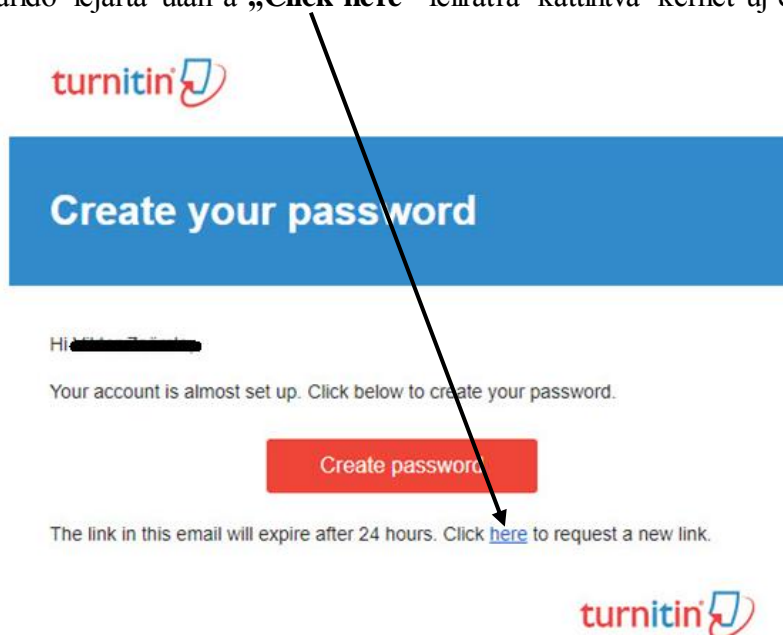 lejárta után a „Click here” feliratra kattintva kérhet új
turnitin
Create your password
Hi
Your account is almost set up. Click below to create your password.
Create password
The link in this email will expire after 24 hours. Click here to request a new link.
turnitin